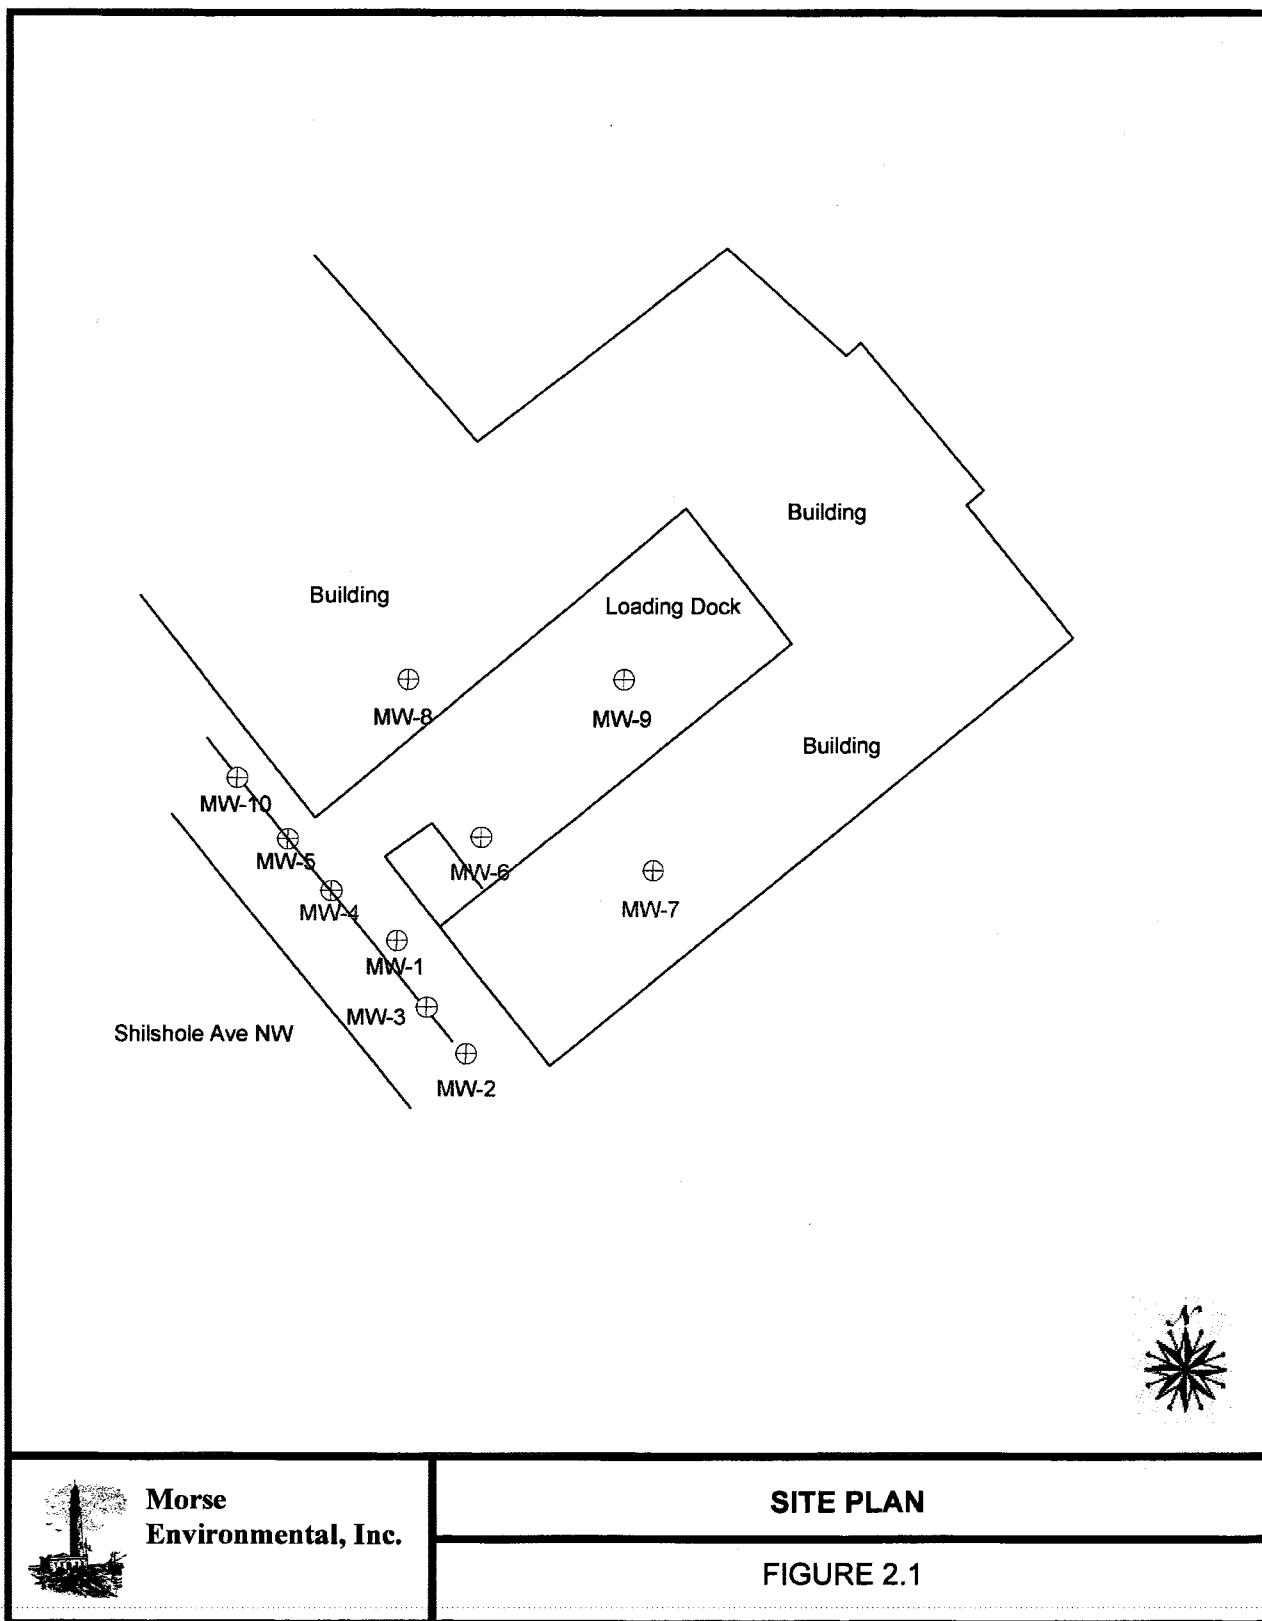 Building
Building
Loading Dock
MW-8
MW-9
Building
MW-10
MW-5
MW-6
MW-4
MW-7
MW-1
MW-3
Shilshole Ave NW
MW-2
N
Morse
Environmental, Inc.
SITE PLAN
FIGURE 2.1